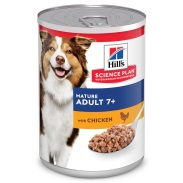 Hill's
SCIENCE PLAN
MATURE
ADULT 7+
with CHICKEN